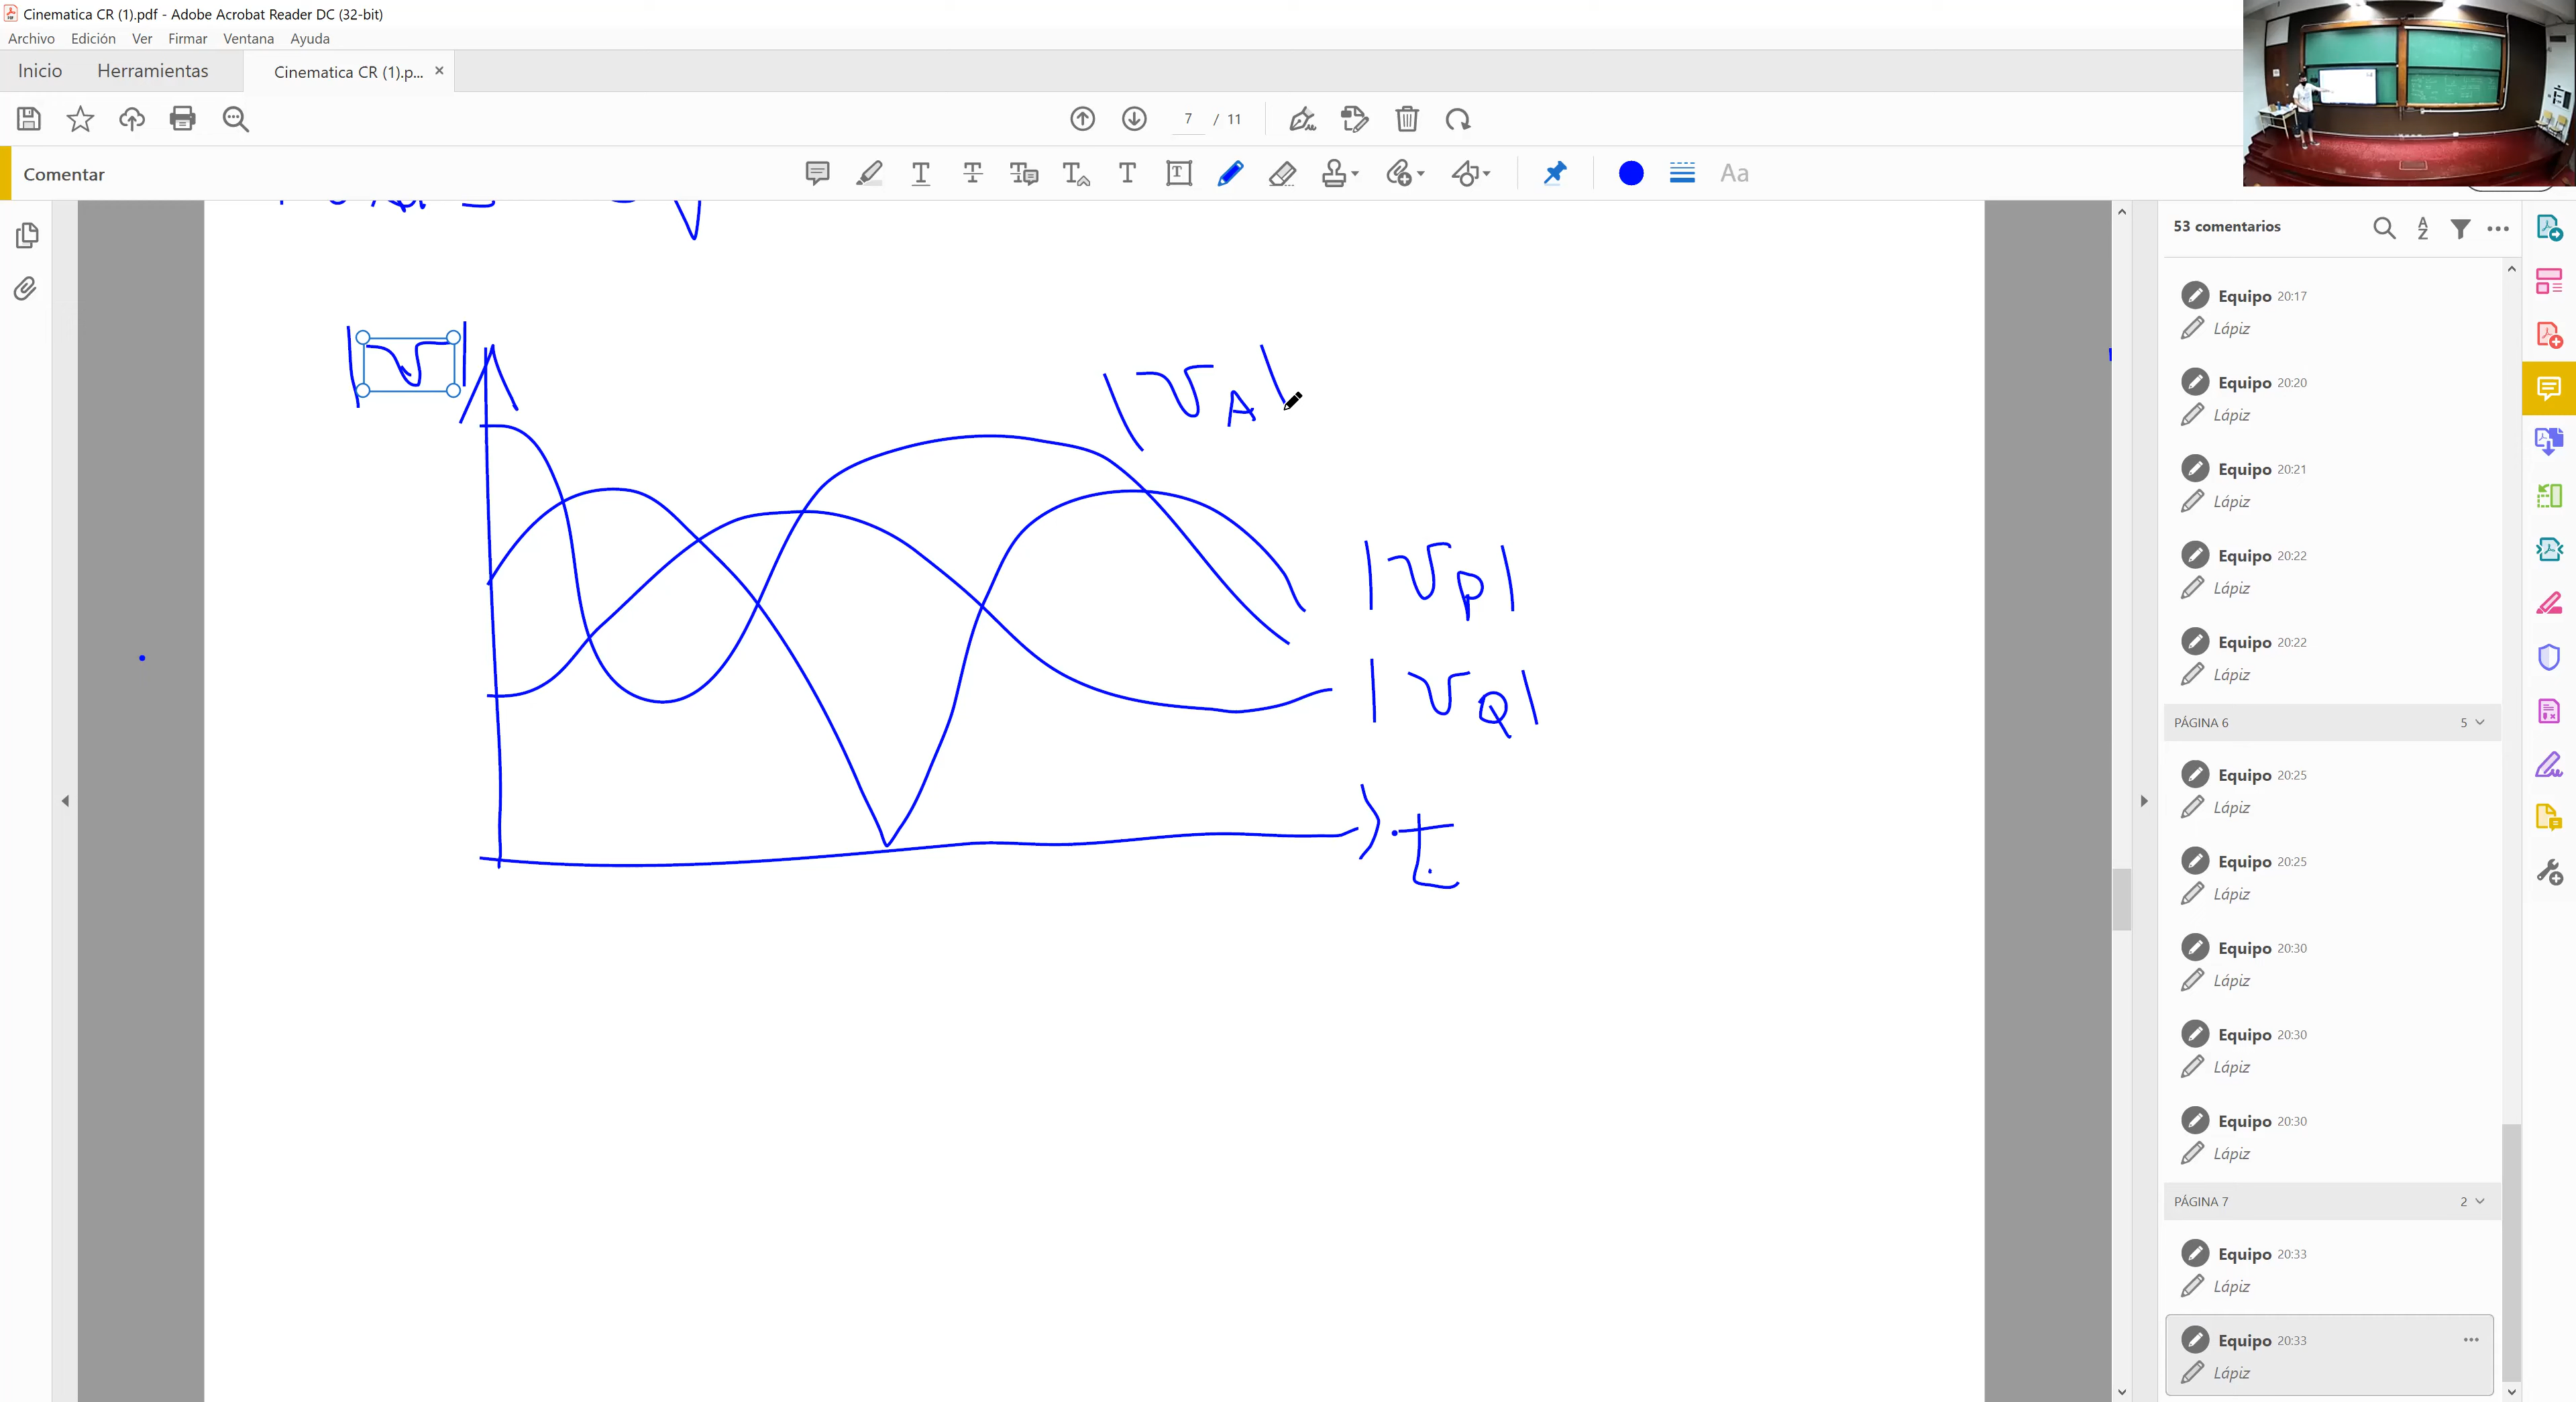 Cinematica CR (1).pdf - Adobe Acrobat Reader DC (32-bit)
Archivo Edición Ver Firmar Ventana Ayuda
Inicio Herramientas Cinematica CR (1).p... ×
7 / 11
Comentar
Aa
53 comentarios
Equipo 20:17
Lápiz
Equipo 20:20
Lápiz
Equipo 20:21
Lápiz
Equipo 20:22
Lápiz
Equipo 20:22
Lápiz
PÁGINA 6 5
Equipo 20:25
Lápiz
Equipo 20:25
Lápiz
Equipo 20:30
Lápiz
Equipo 20:30
Lápiz
Equipo 20:30
Lápiz
PÁGINA 7 2
Equipo 20:33
Lápiz
Equipo 20:33
Lápiz
|v|
|v_A|
|v_P|
|v_Q|
t